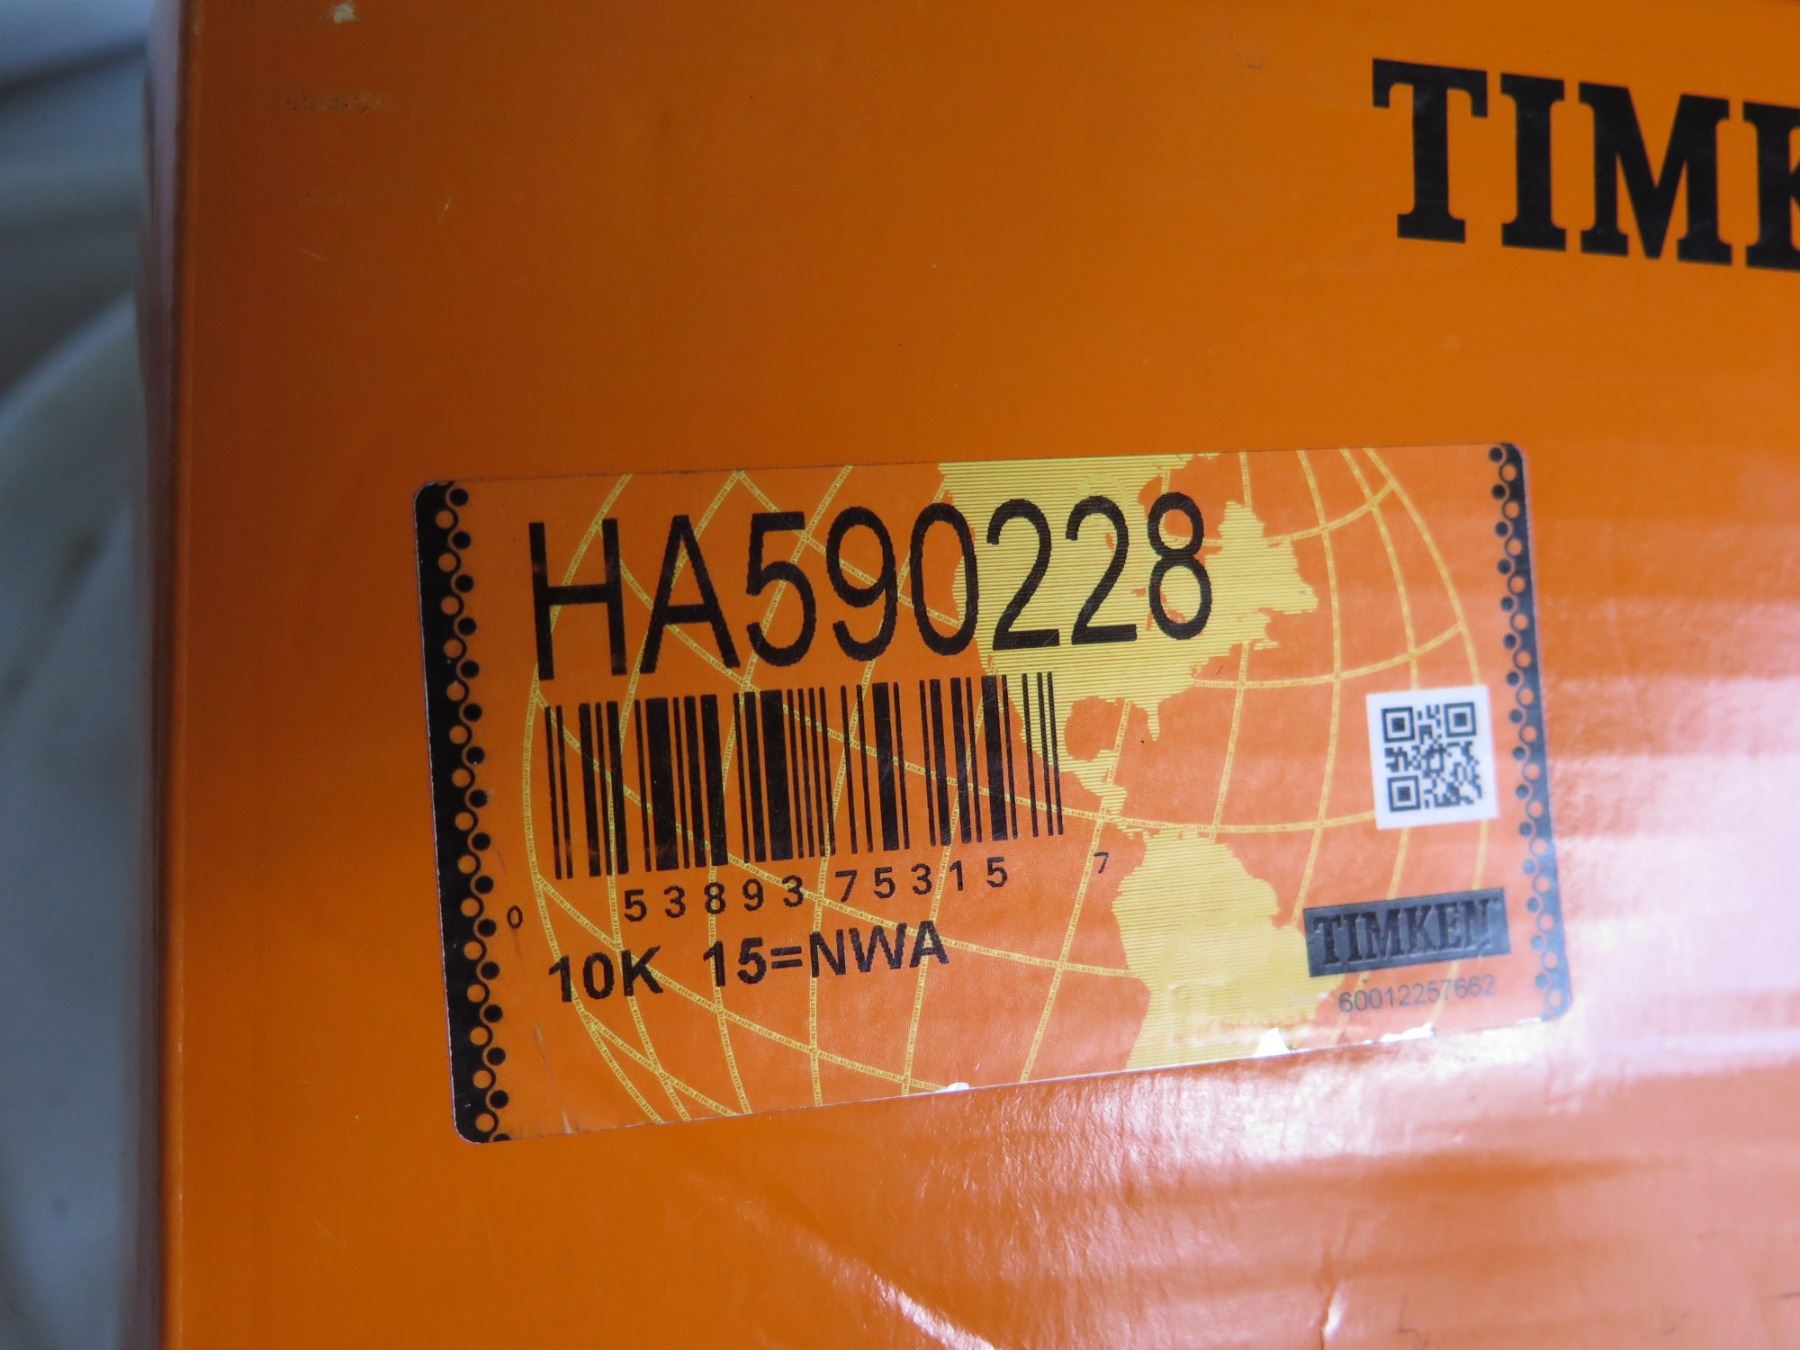 TIMK
HA590228
0 53893 75315 7
10K 15=NWA
TIMKEN
60012257662